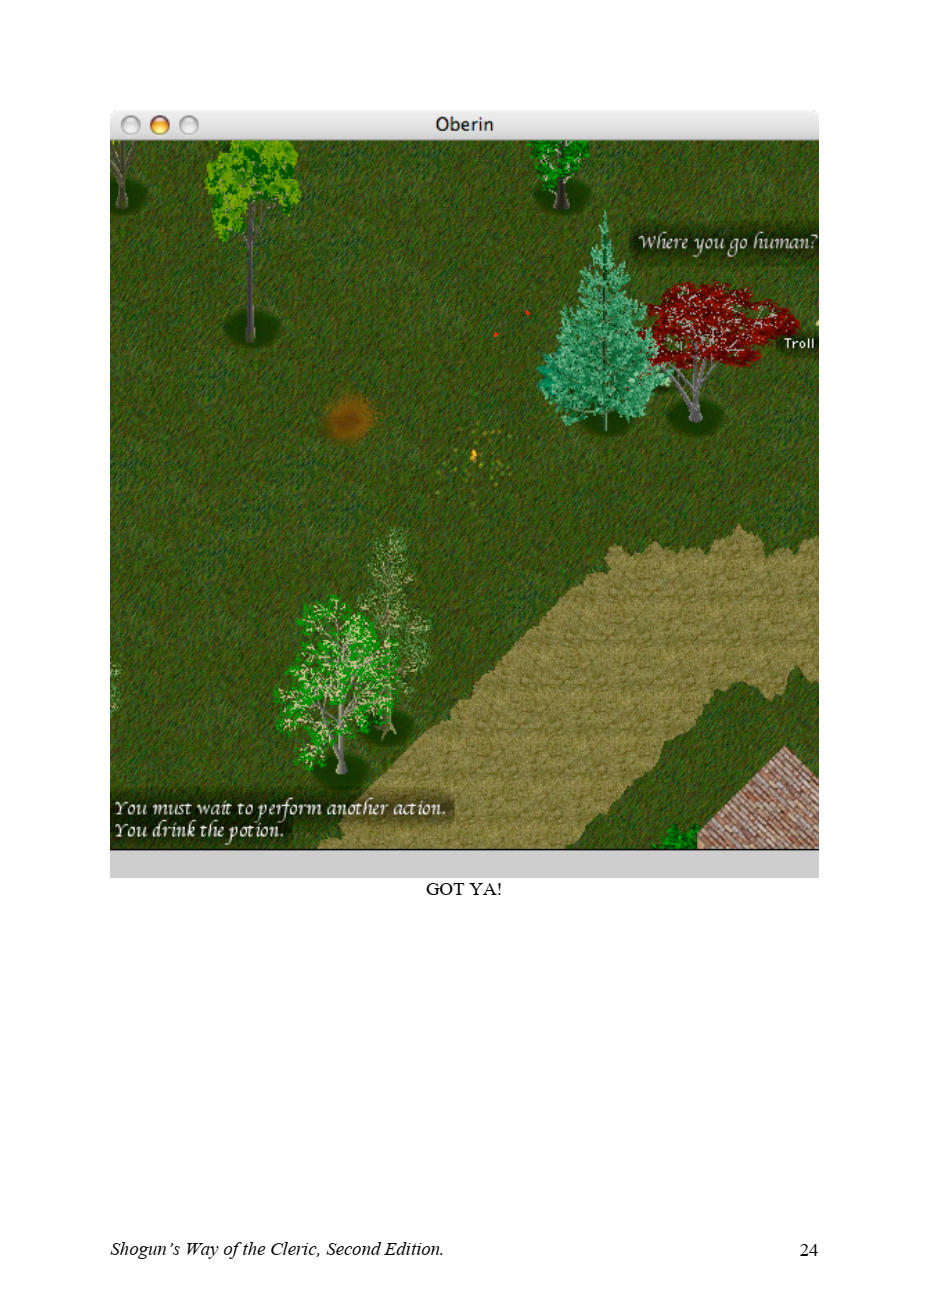 Oberin
Where you go human?
Troll
You must wait to perform another action.
You drink the potion.
GOT YA!
Shogun’s Way of the Cleric, Second Edition.
24